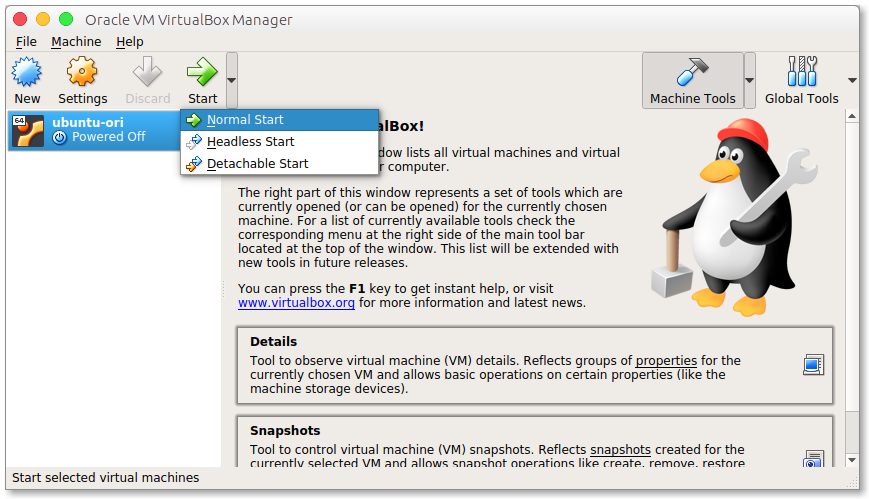 Oracle VM VirtualBox Manager
File Machine Help
New Settings Discard Start Machine Tools Global Tools
64 ubuntu-ori
Powered Off
Normal Start
Headless Start
Detachable Start
alBox!
dow lists all virtual machines and virtual
r computer.
The right part of this window represents a set of tools which are
currently opened (or can be opened) for the currently chosen
machine. For a list of currently available tools check the
corresponding menu at the right side of the main tool bar
located at the top of the window. This list will be extended with
new tools in future releases.
You can press the F1 key to get instant help, or visit
www.virtualbox.org for more information and latest news.
Details
Tool to observe virtual machine (VM) details. Reflects groups of properties for the
currently chosen VM and allows basic operations on certain properties (like the
machine storage devices).
Snapshots
Tool to control virtual machine (VM) snapshots. Reflects snapshots created for the
currently selected VM and allows snapshot operations like create, remove, restore
Start selected virtual machines